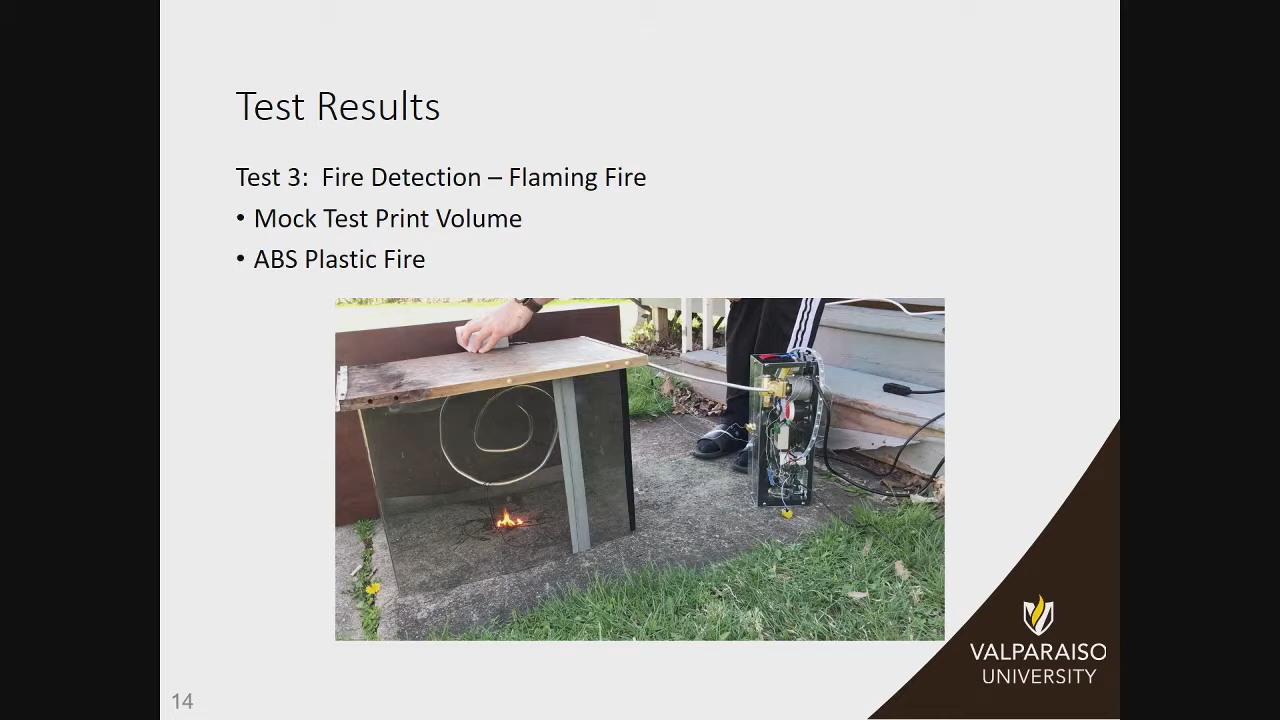 Test Results
Test 3:  Fire Detection – Flaming Fire
• Mock Test Print Volume
• ABS Plastic Fire
VALPARAISO
UNIVERSITY
14